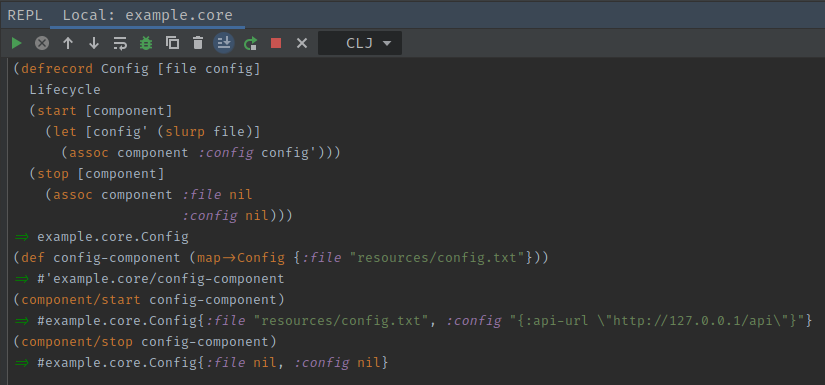 REPL Local: example.core
CLJ
(defrecord Config [file config]
  Lifecycle
  (start [component]
    (let [config' (slurp file)]
      (assoc component :config config')))
  (stop [component]
    (assoc component :file nil
                     :config nil)))
=> example.core.Config
(def config-component (map->Config {:file "resources/config.txt"}))
=> #'example.core/config-component
(component/start config-component)
=> #example.core.Config{:file "resources/config.txt", :config "{:api-url \"http://127.0.0.1/api\"}"}
(component/stop config-component)
=> #example.core.Config{:file nil, :config nil}